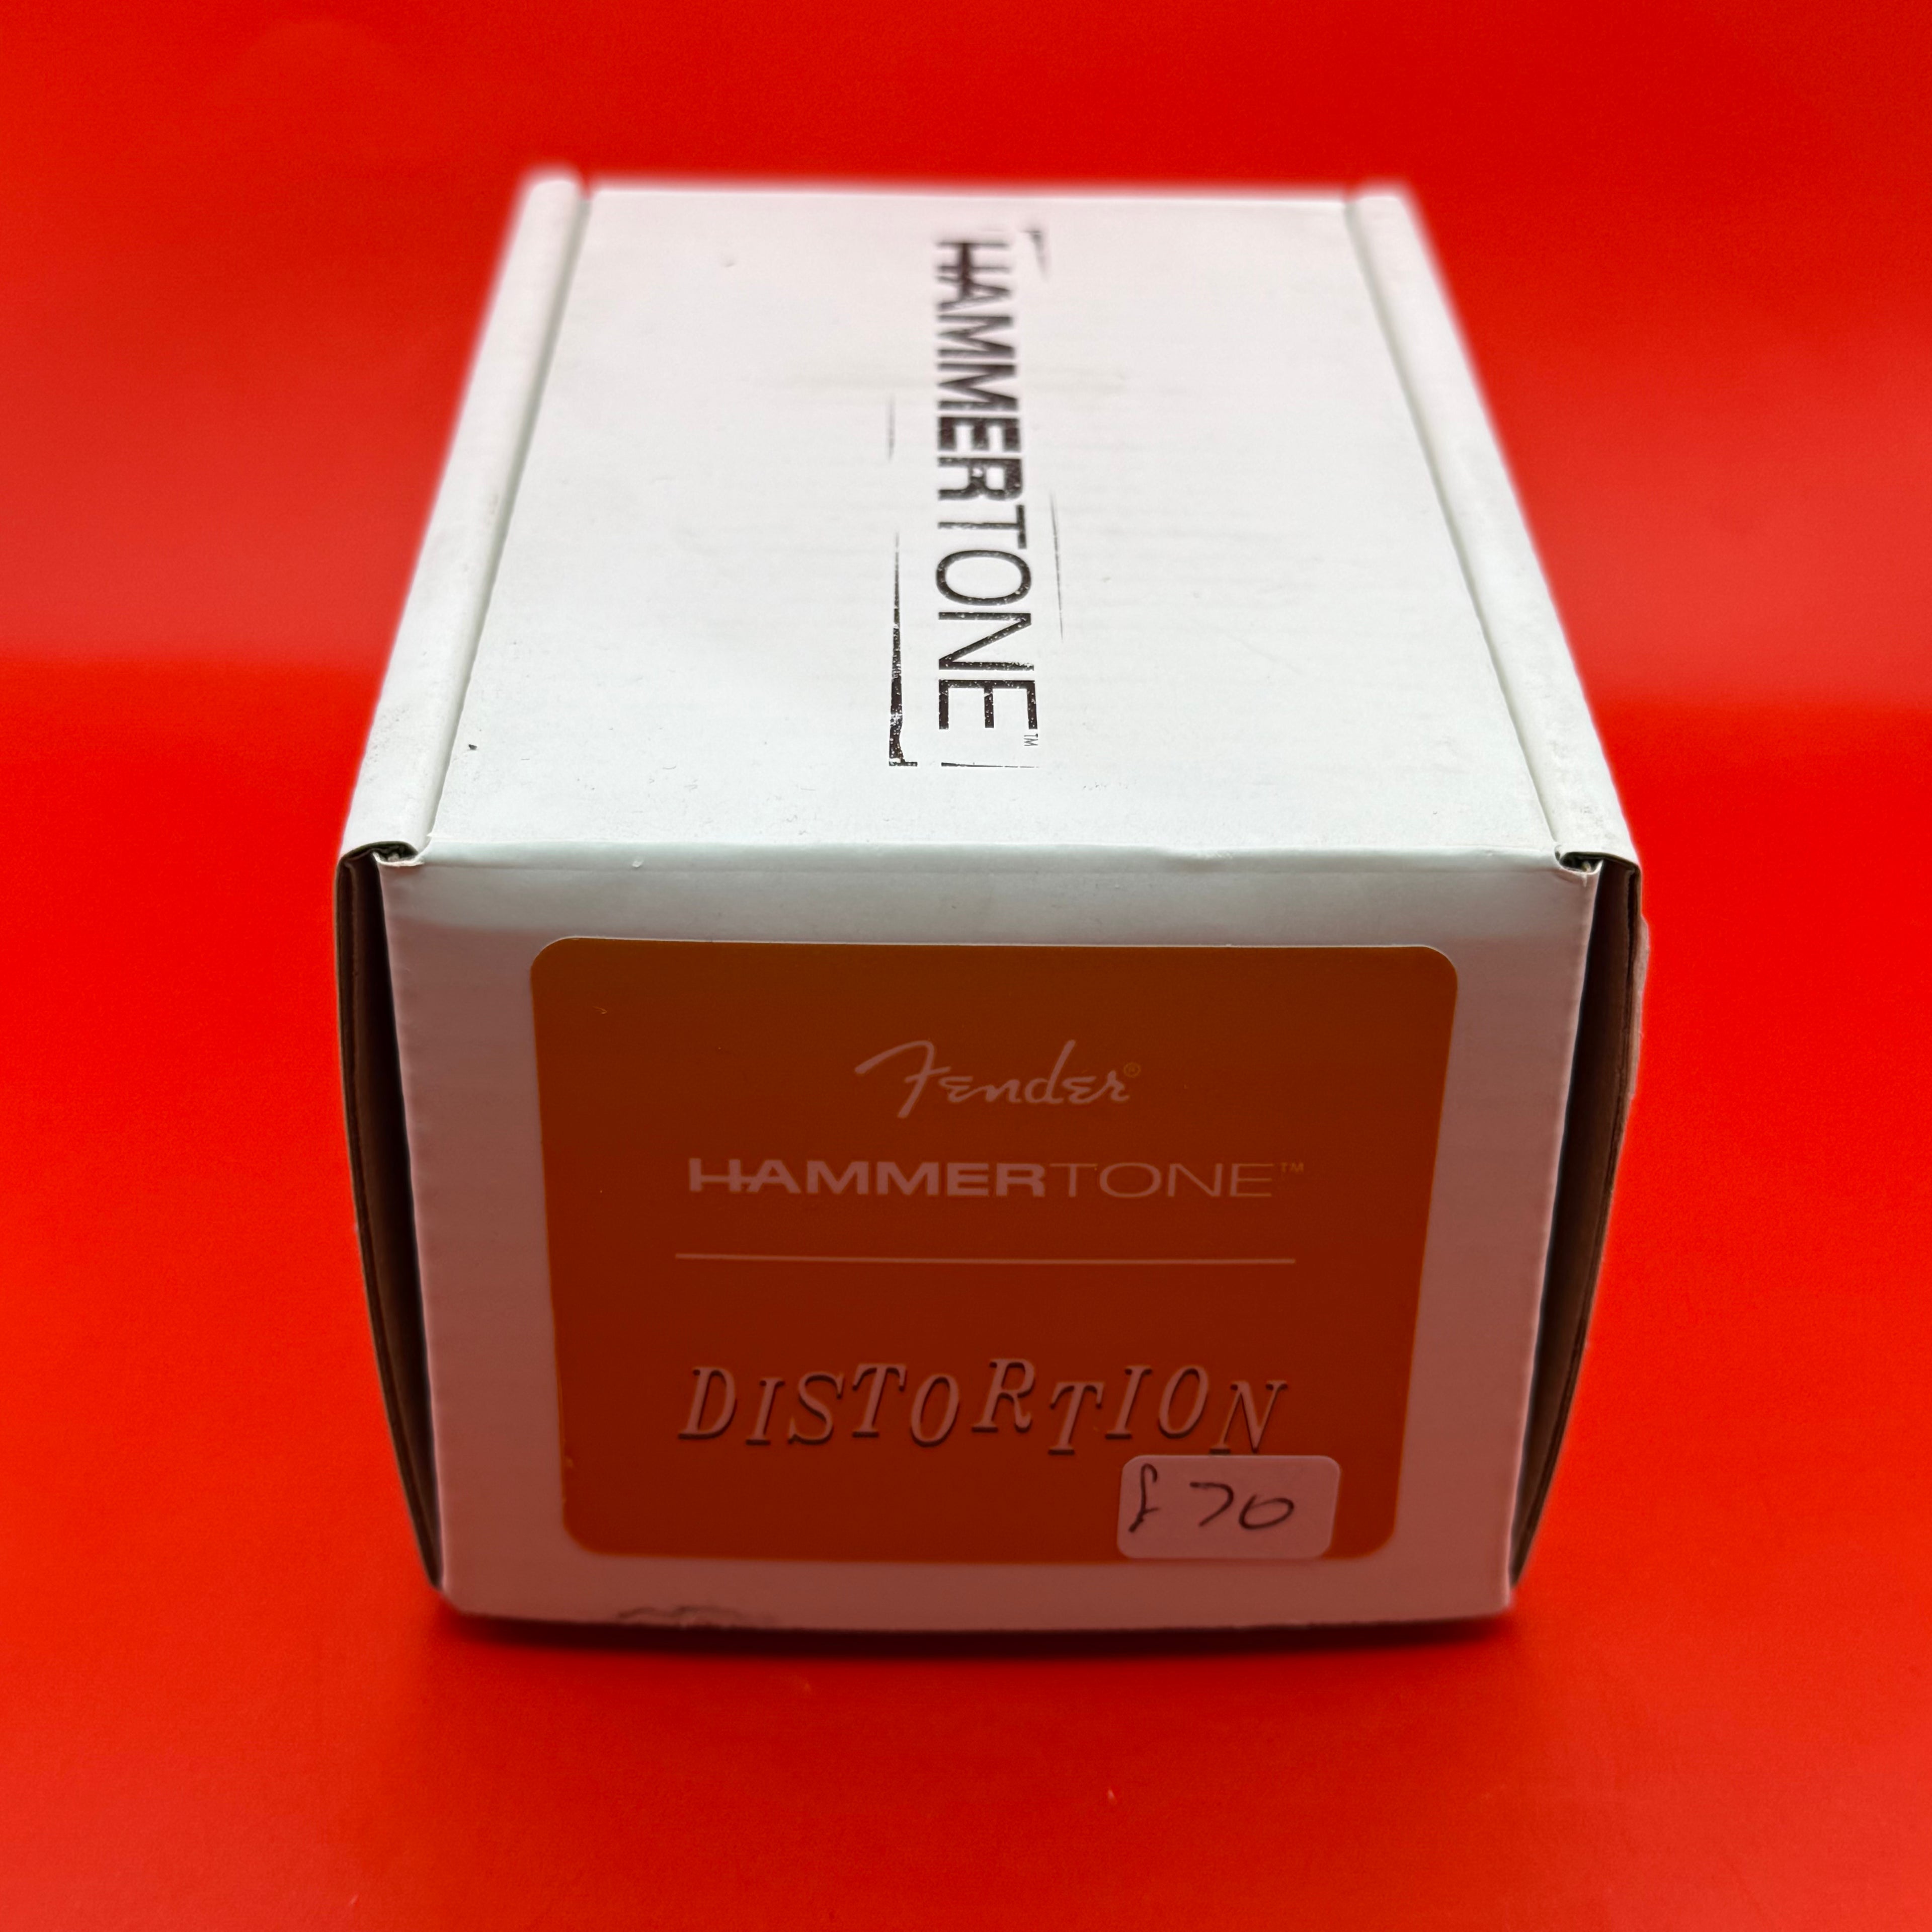 HAMMERTONE™
Fender®
HAMMERTONE™
DISTORTION
£70